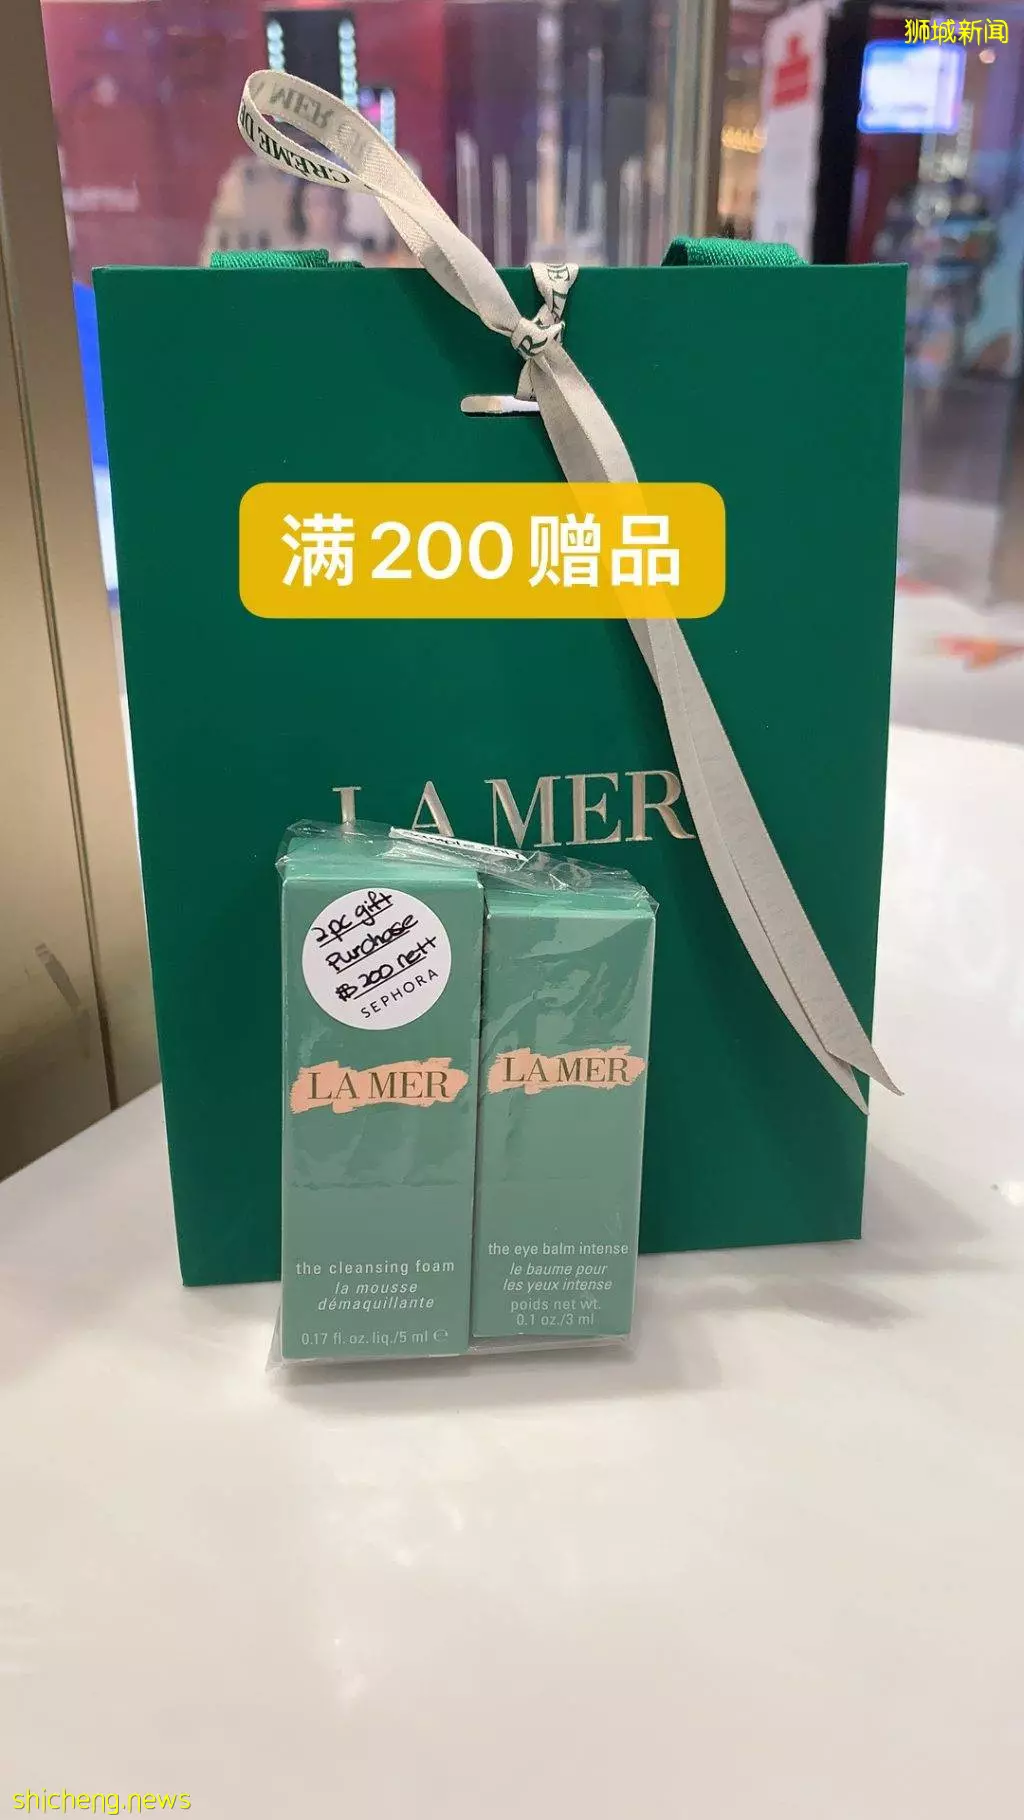 狮城新闻
CRÈME DE
满200赠品
LA MER
2pc gift
Purchase
$200 nett
SEPHORA
LA MER
the cleansing foam
la mousse
démaquillante
0.17 fl. oz. liq./5 ml ℮
LA MER
the eye balm intense
le baume pour
les yeux intense
poids net wt.
0.1 oz./3 ml
shicheng.news